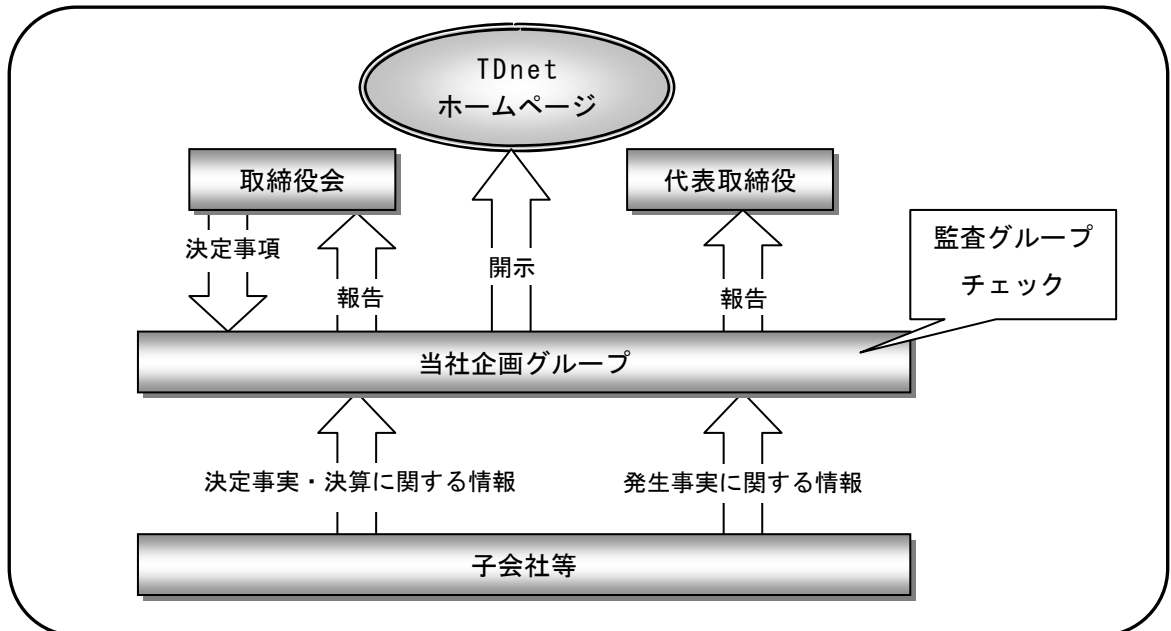 TDnet
ホームページ
取締役会
代表取締役
決定事項
報告
開示
報告
監査グループ
チェック
当社企画グループ
決定事実・決算に関する情報
発生事実に関する情報
子会社等